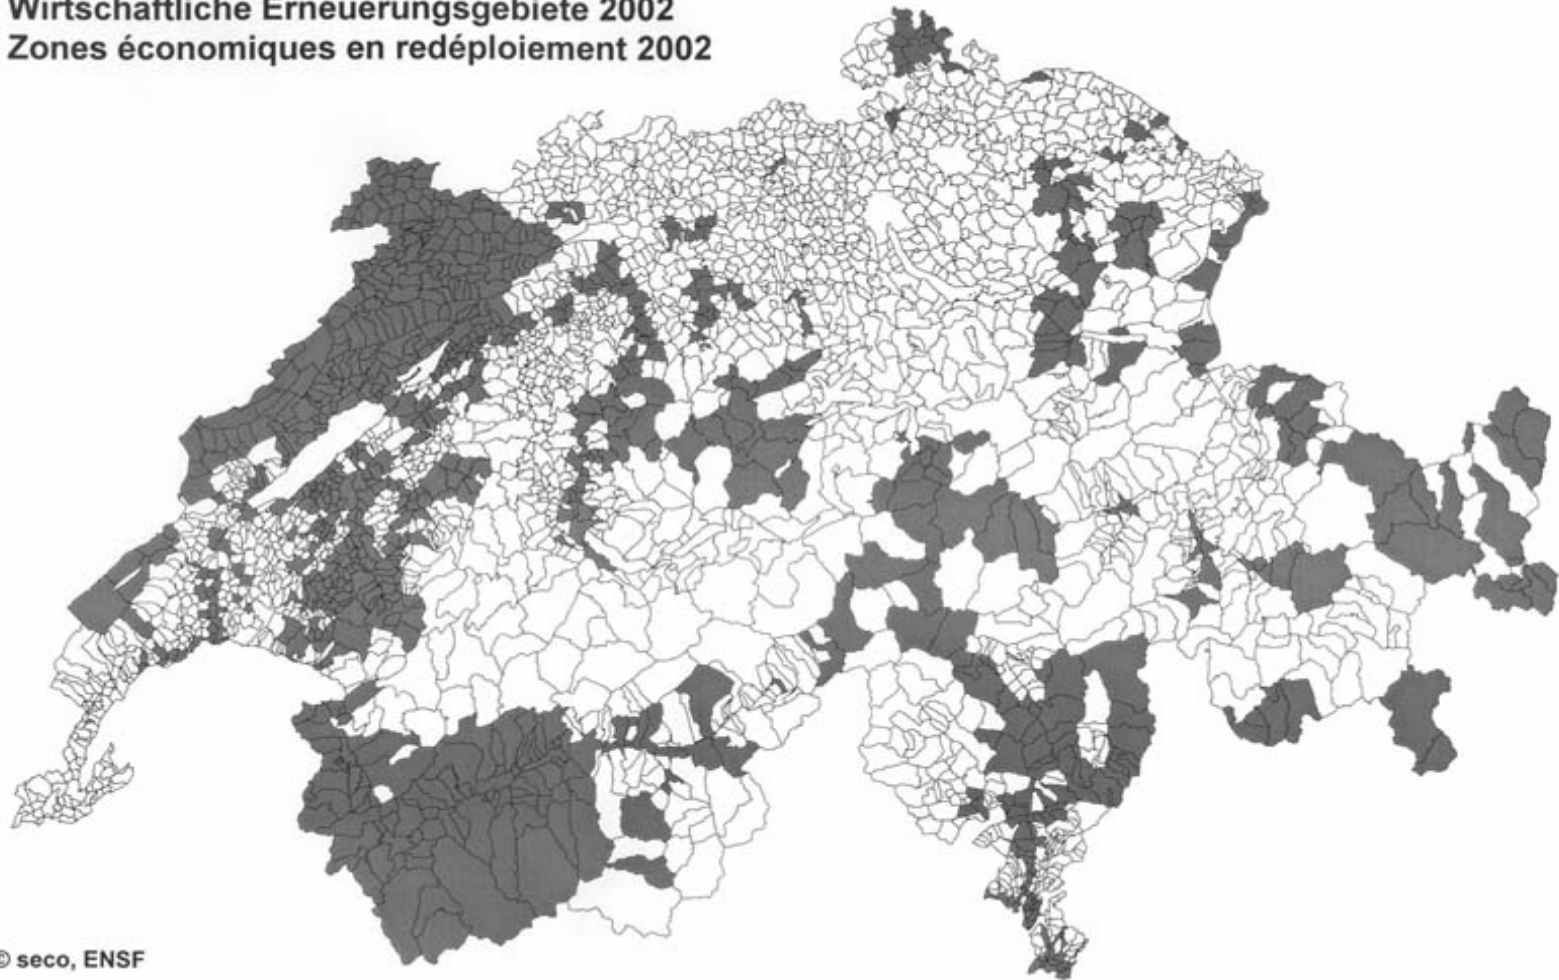 Wirtschaftliche Erneuerungsgebiete 2002
Zones économiques en redéploiement 2002
© seco, ENSF